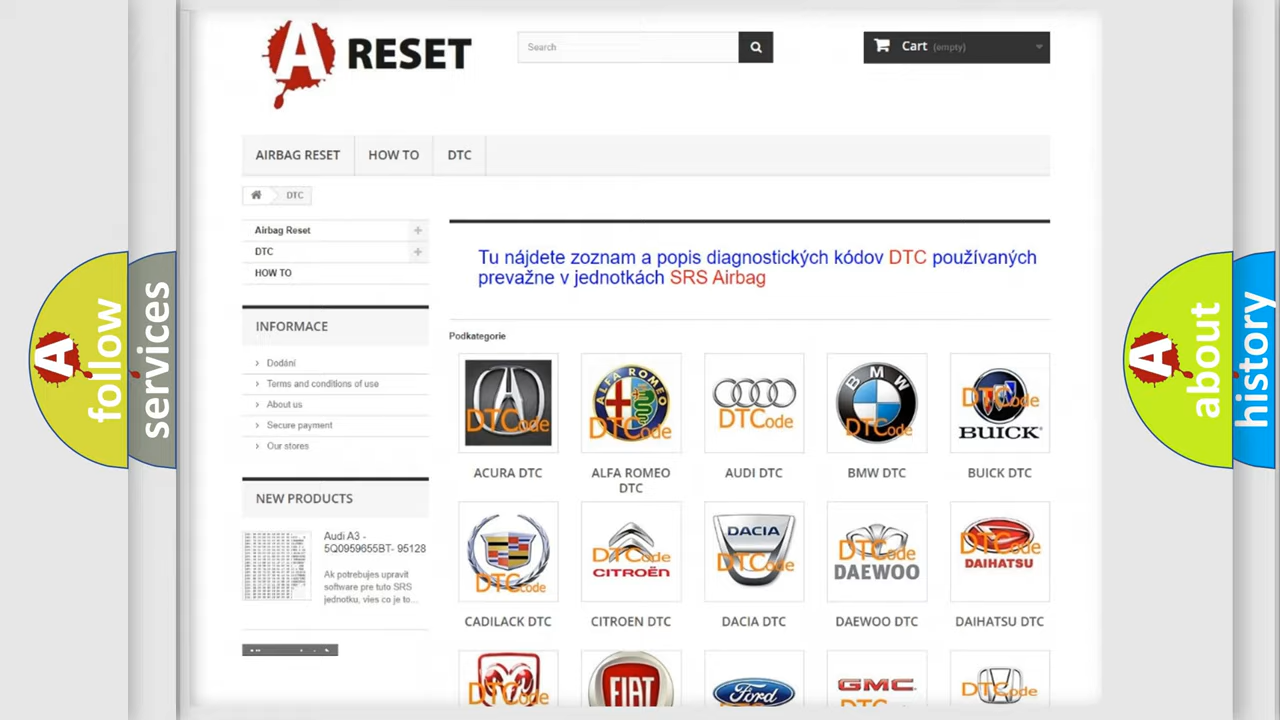 A RESET
Search
Cart (empty)
AIRBAG RESET
HOW TO
DTC
DTC
Airbag Reset
DTC
HOW TO
INFORMACE
Dodání
Terms and conditions of use
About us
Secure payment
Our stores
NEW PRODUCTS
Audi A3 -
5Q0959655BT- 95128
Ak potrebujes upravit
software pre tuto SRS
jednotku, vies co je to...
Tu nájdete zoznam a popis diagnostických kódov DTC používaných
prevažne v jednotkách SRS Airbag
Podkategorie
DTCode
ALFA ROMEO
DTCode
DTCode
BMW
DTCode
DTCode
BUICK
ACURA DTC
ALFA ROMEO
DTC
AUDI DTC
BMW DTC
BUICK DTC
DTCode
DTCode
CITROËN
DACIA
DTCode
DTCode
DAEWOO
DTCode
DAIHATSU
CADILACK DTC
CITROEN DTC
DACIA DTC
DAEWOO DTC
DAIHATSU DTC
DTCode
FIAT
Ford
GMC
DTCode
A follow
services
A about
history